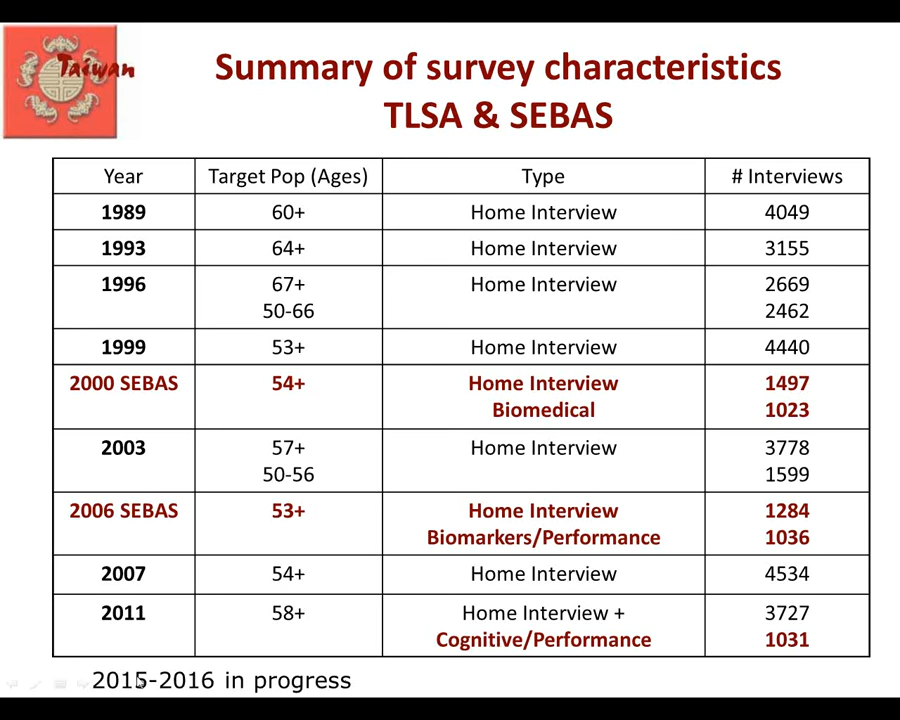 Taiwan
Summary of survey characteristics
TLSA & SEBAS
Year Target Pop (Ages) Type # Interviews
1989 60+ Home Interview 4049
1993 64+ Home Interview 3155
1996 67+ Home Interview 2669
50-66 2462
1999 53+ Home Interview 4440
2000 SEBAS 54+ Home Interview 1497
Biomedical 1023
2003 57+ Home Interview 3778
50-56 1599
2006 SEBAS 53+ Home Interview 1284
Biomarkers/Performance 1036
2007 54+ Home Interview 4534
2011 58+ Home Interview + 3727
Cognitive/Performance 1031
2015-2016 in progress